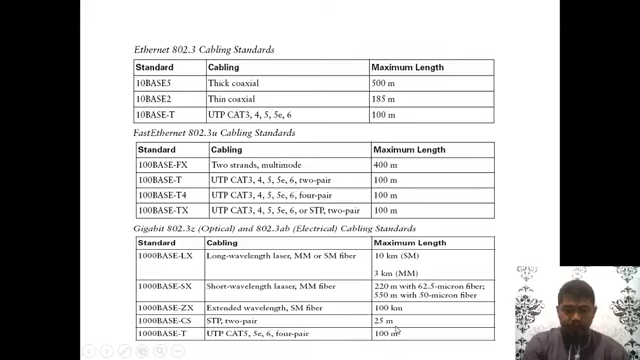 Ethernet 802.3 Cabling Standards
Standard Cabling Maximum Length
10BASE5 Thick coaxial 500 m
10BASE2 Thin coaxial 185 m
10BASE-T UTP CAT3, 4, 5, 5e, 6 100 m
FastEthernet 802.3u Cabling Standards
Standard Cabling Maximum Length
100BASE-FX Two strands, multimode 400 m
100BASE-T UTP CAT3, 4, 5, 5e, 6, two-pair 100 m
100BASE-T4 UTP CAT3, 4, 5, 5e, 6, four-pair 100 m
100BASE-TX UTP CAT3, 4, 5, 5e, 6, or STP, two-pair 100 m
Gigabit 802.3z (Optical) and 802.3ab (Electrical) Cabling Standards
Standard Cabling Maximum Length
1000BASE-LX Long-wavelength laaser, MM or SM fiber 10 km (SM)
3 km (MM)
1000BASE-SX Short-wavelength laaser, MM fiber 220 m with 62.5-micron fiber;
550 m with 50-micron fiber
1000BASE-ZX Extended wavelength, SM fiber 100 km
1000BASE-CS STP, two-pair 25 m
1000BASE-T UTP CAT5, 5e, 6, four-pair 100 m